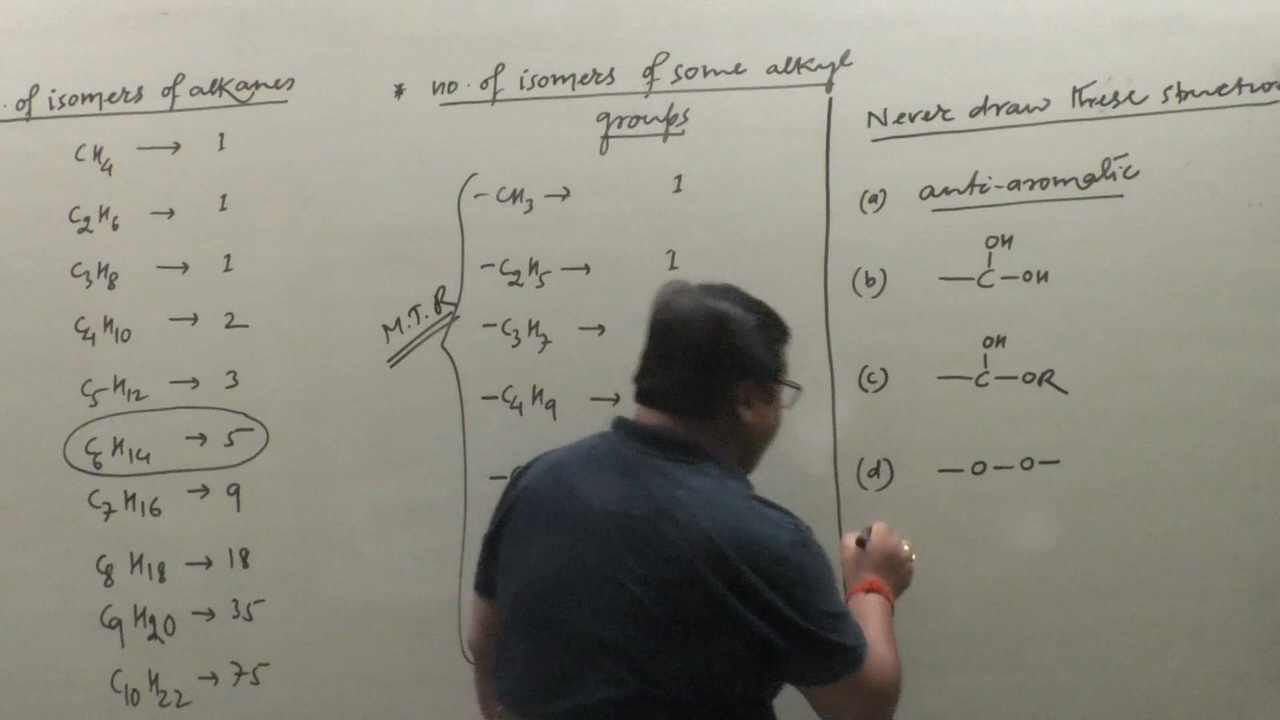 . of isomers of alkanes
CH₄ → 1
C₂H₆ → 1
C₃H₈ → 1
C₄H₁₀ → 2
C₅H₁₂ → 3
C₆H₁₄ → 5
C₇H₁₆ → 9
C₈H₁₈ → 18
C₉H₂₀ → 35
C₁₀H₂₂ → 75
* no. of isomers of some alkyl
groups
M.T.R
-CH₃ → 1
-C₂H₅ → 1
-C₃H₇ →
-C₄H₉ →
Never draw these structure
(a) anti-aromatic
OH
(b) —C—OH
OH
(c) —C—OR
(d) —O—O—